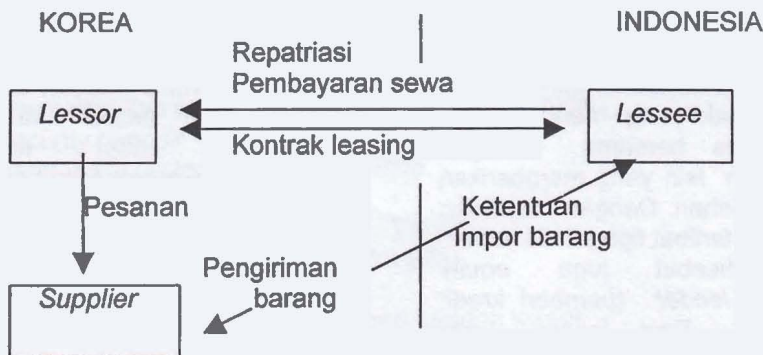 KOREA
INDONESIA
Repatriasi
Pembayaran sewa
Lessor
Lessee
Kontrak leasing
Pesanan
Ketentuan
Impor barang
Pengiriman
barang
Supplier